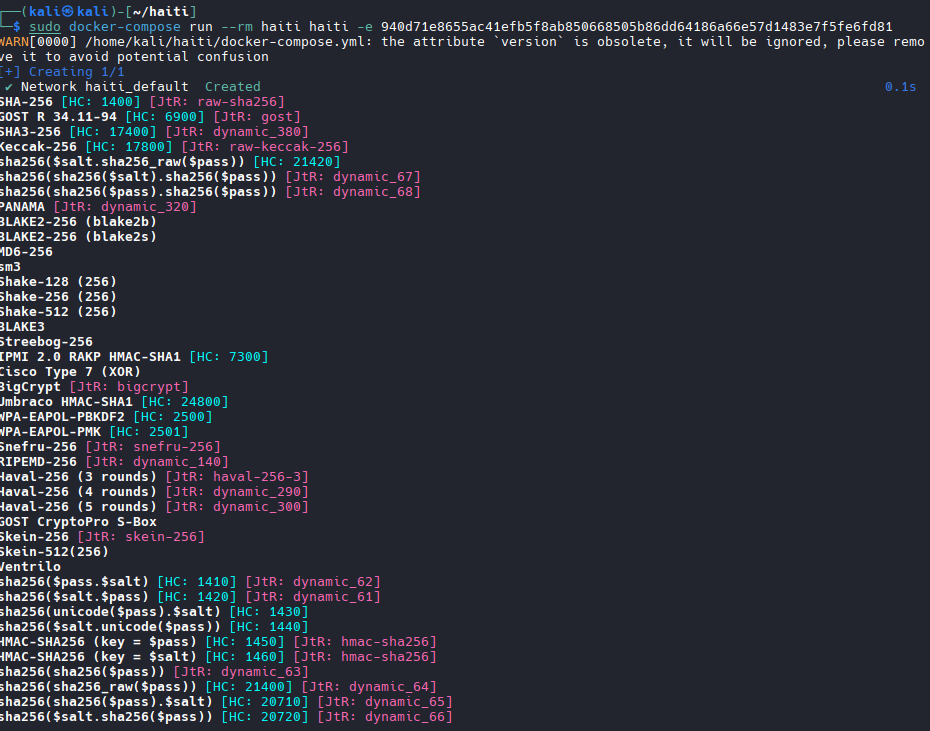 ┌──(kali㉿kali)-[~/haiti]
└─$ sudo docker-compose run --rm haiti haiti -e 940d71e8655ac41efb5f8ab850668505b86dd64186a66e57d1483e7f5fe6fd81
WARN[0000] /home/kali/haiti/docker-compose.yml: the attribute `version` is obsolete, it will be ignored, please remo
ve it to avoid potential confusion
[+] Creating 1/1
✔ Network haiti_default  Created 0.1s
SHA-256 [HC: 1400] [JtR: raw-sha256]
GOST R 34.11-94 [HC: 6900] [JtR: gost]
SHA3-256 [HC: 17400] [JtR: dynamic_380]
Keccak-256 [HC: 17800] [JtR: raw-keccak-256]
sha256($salt.sha256_raw($pass)) [HC: 21420]
sha256(sha256($salt).sha256($pass)) [JtR: dynamic_67]
sha256(sha256($pass).sha256($pass)) [JtR: dynamic_68]
PANAMA [JtR: dynamic_320]
BLAKE2-256 (blake2b)
BLAKE2-256 (blake2s)
MD6-256
sm3
Shake-128 (256)
Shake-256 (256)
Shake-512 (256)
BLAKE3
Streebog-256
IPMI 2.0 RAKP HMAC-SHA1 [HC: 7300]
Cisco Type 7 (XOR)
BigCrypt [JtR: bigcrypt]
Umbraco HMAC-SHA1 [HC: 24800]
WPA-EAPOL-PBKDF2 [HC: 2500]
WPA-EAPOL-PMK [HC: 2501]
Snefru-256 [JtR: snefru-256]
RIPEMD-256 [JtR: dynamic_140]
Haval-256 (3 rounds) [JtR: haval-256-3]
Haval-256 (4 rounds) [JtR: dynamic_290]
Haval-256 (5 rounds) [JtR: dynamic_300]
GOST CryptoPro S-Box
Skein-256 [JtR: skein-256]
Skein-512(256)
Ventrilo
sha256($pass.$salt) [HC: 1410] [JtR: dynamic_62]
sha256($salt.$pass) [HC: 1420] [JtR: dynamic_61]
sha256(unicode($pass).$salt) [HC: 1430]
sha256($salt.unicode($pass)) [HC: 1440]
HMAC-SHA256 (key = $pass) [HC: 1450] [JtR: hmac-sha256]
HMAC-SHA256 (key = $salt) [HC: 1460] [JtR: hmac-sha256]
sha256(sha256($pass)) [JtR: dynamic_63]
sha256(sha256_raw($pass)) [HC: 21400] [JtR: dynamic_64]
sha256(sha256($pass).$salt) [HC: 20710] [JtR: dynamic_65]
sha256($salt.sha256($pass)) [HC: 20720] [JtR: dynamic_66]